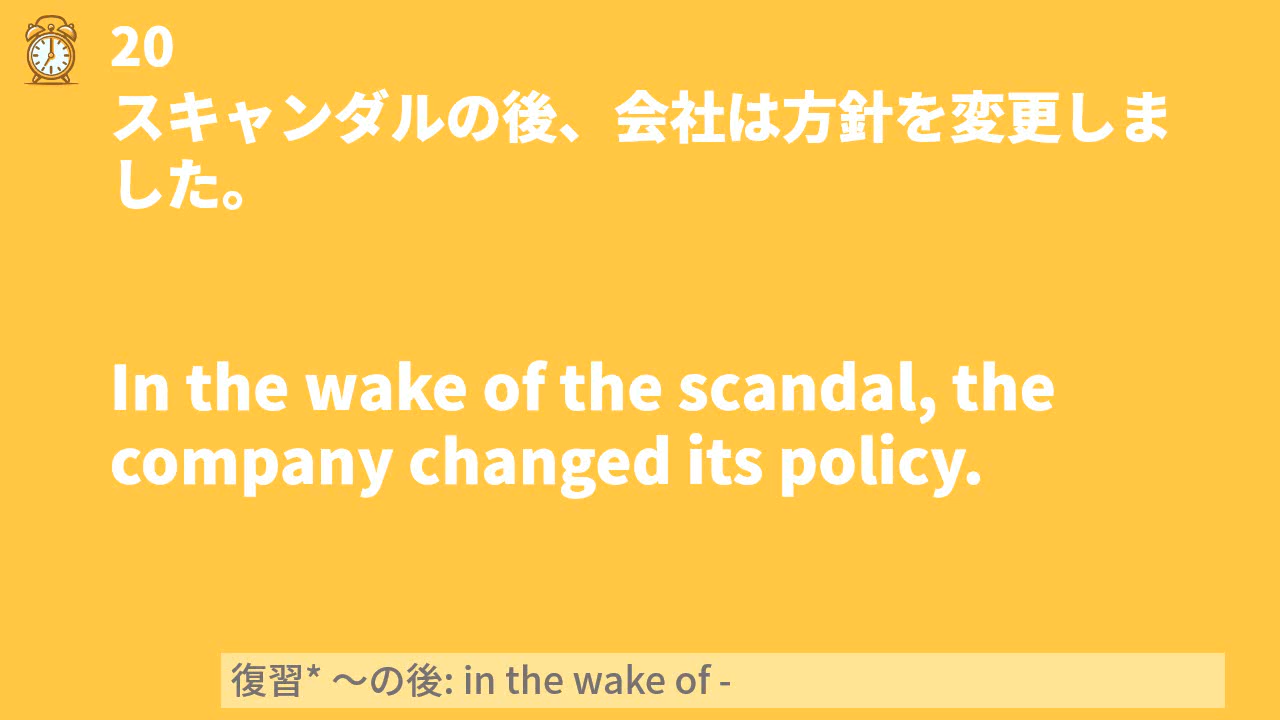 20
スキャンダルの後、会社は方針を変更しま
した。
In the wake of the scandal, the
company changed its policy.
復習* 〜の後: in the wake of -